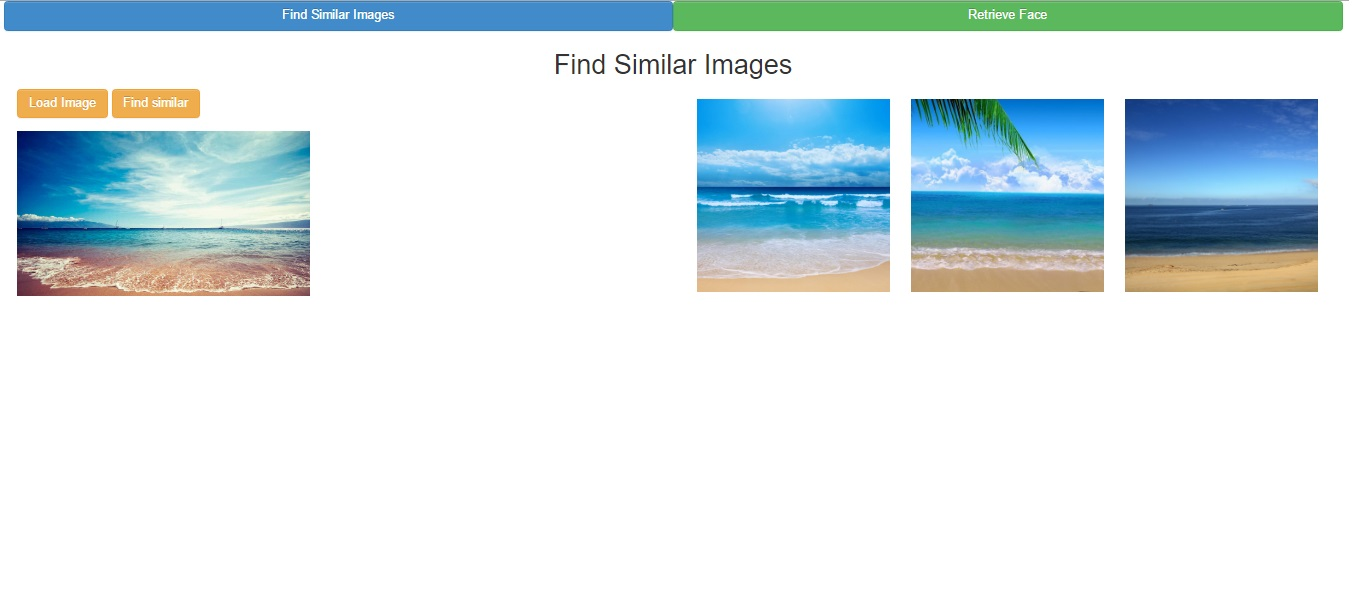 Find Similar Images
Retrieve Face
Find Similar Images
Load Image
Find similar